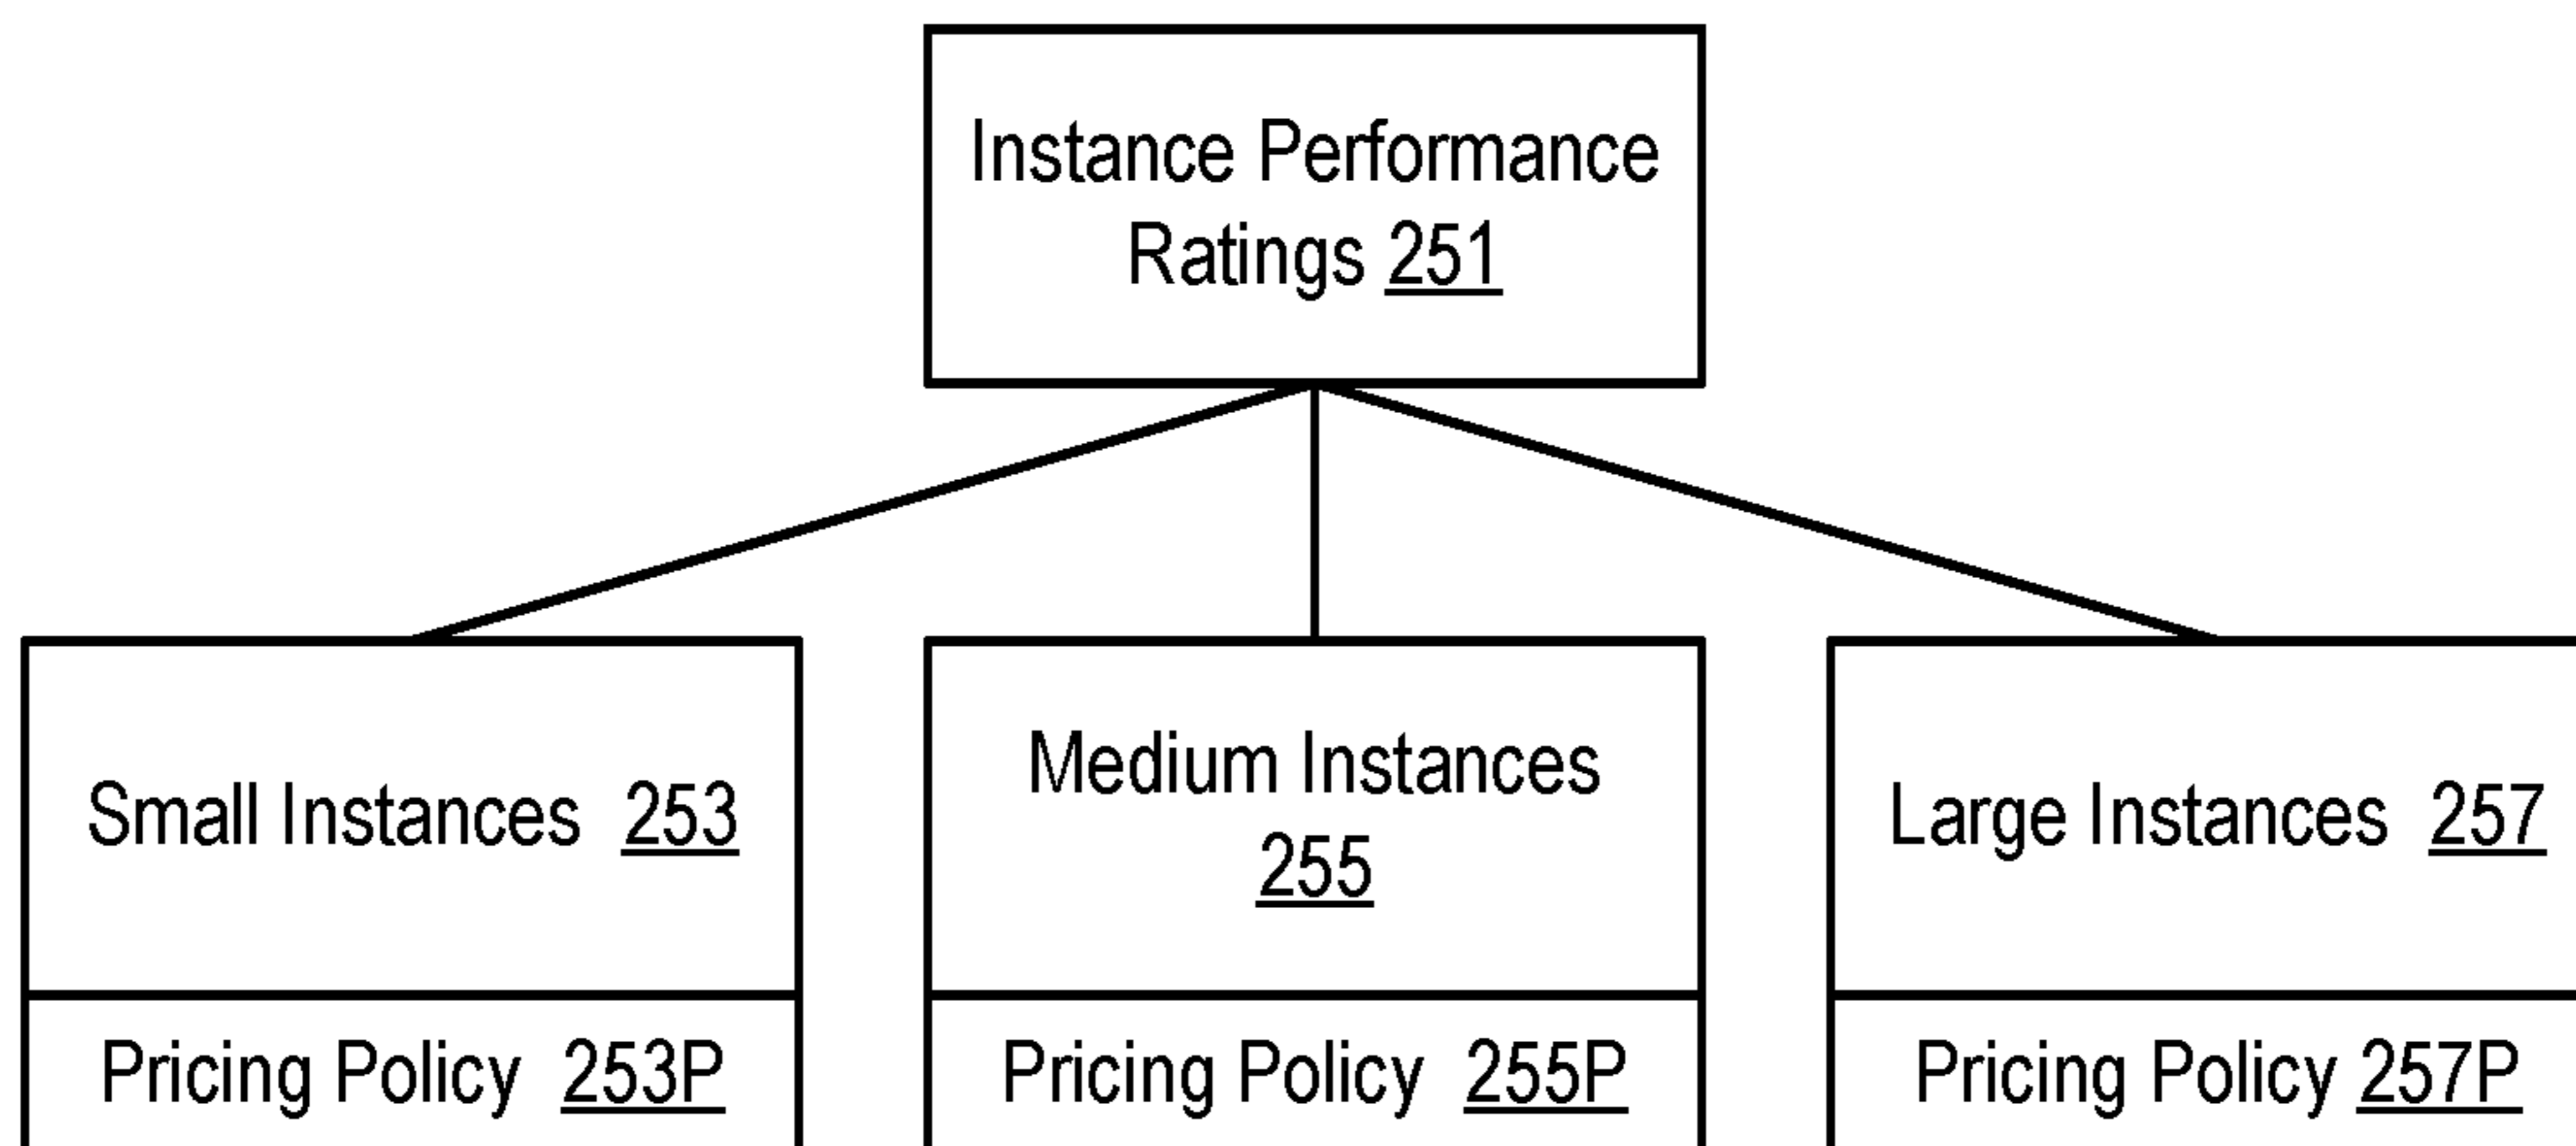 Instance Performance
Ratings 251
Small Instances 253
Medium Instances
255
Large Instances 257
Pricing Policy 253P
Pricing Policy 255P
Pricing Policy 257P